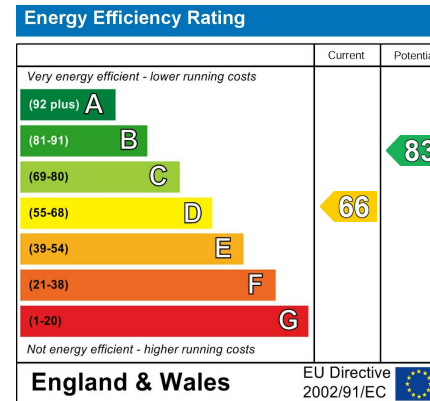 Energy Efficiency Rating
Current Potentia
Very energy efficient - lower running costs
(92 plus) A
(81-91) B
83
(69-80) C
(55-68) D
66
(39-54) E
(21-38) F
(1-20) G
Not energy efficient - higher running costs
England & Wales
EU Directive
2002/91/EC